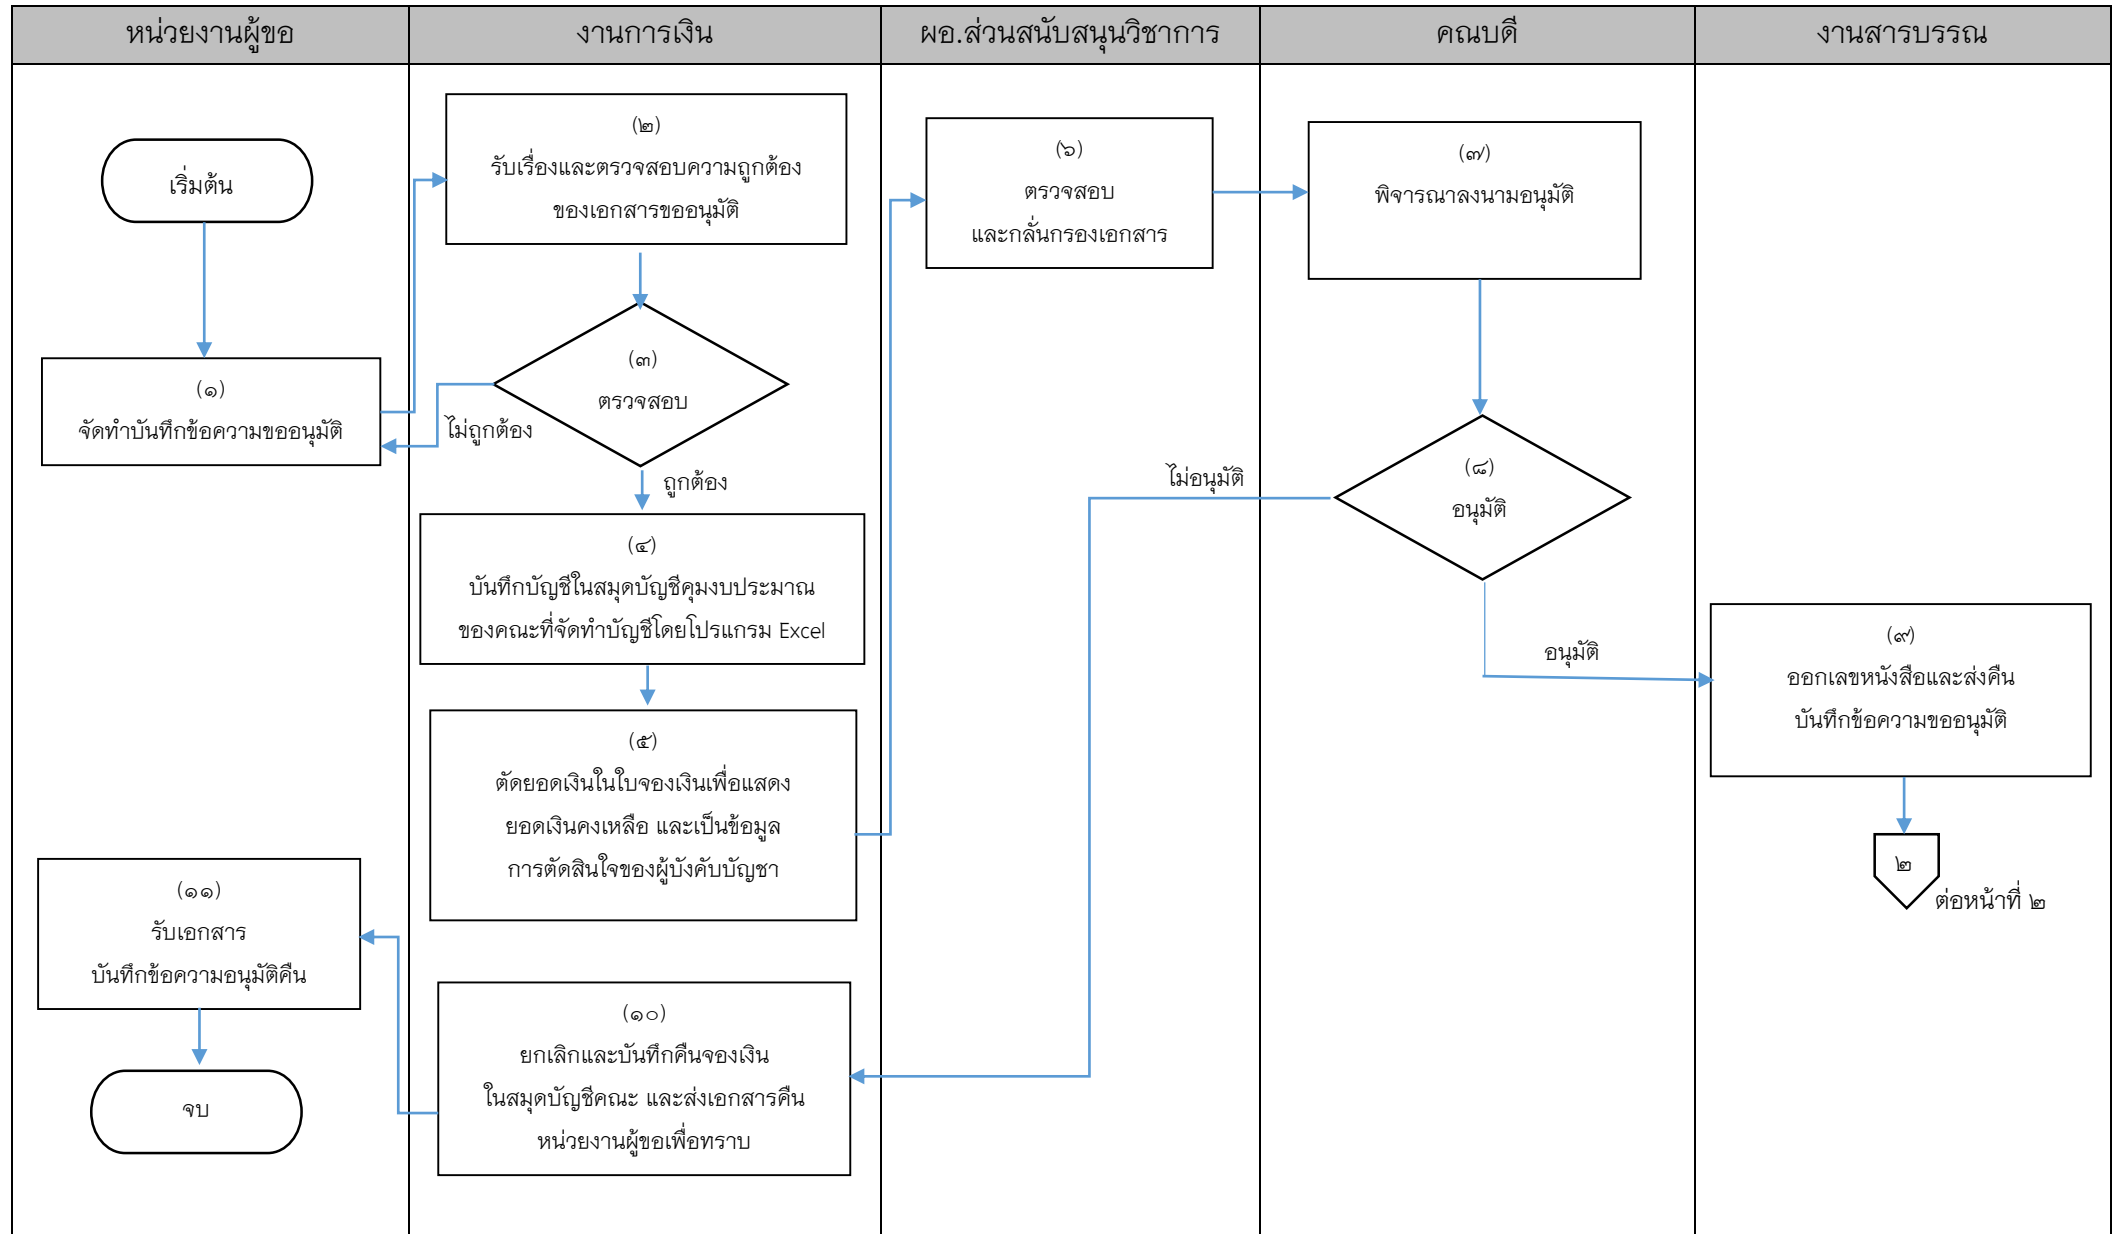 หน่วยงานผู้ขอ
งานการเงิน
ผอ.ส่วนสนับสนุนวิชาการ
คณบดี
งานสารบรรณ
เริ่มต้น
(๑)
จัดทำบันทึกข้อความขออนุมัติ
(๒)
รับเรื่องและตรวจสอบความถูกต้อง
ของเอกสารขออนุมัติ
(๓)
ตรวจสอบ
ไม่ถูกต้อง
ถูกต้อง
(๔)
บันทึกบัญชีในสมุดบัญชีคุมงบประมาณ
ของคณะที่จัดทำบัญชีโดยโปรแกรม Excel
(๕)
ตัดยอดเงินในใบจองเงินเพื่อแสดง
ยอดเงินคงเหลือ และเป็นข้อมูล
การตัดสินใจของผู้บังคับบัญชา
(๖)
ตรวจสอบ
และกลั่นกรองเอกสาร
(๗)
พิจารณาลงนามอนุมัติ
(๘)
อนุมัติ
ไม่อนุมัติ
อนุมัติ
(๙)
ออกเลขหนังสือและส่งคืน
บันทึกข้อความขออนุมัติ
๒
ต่อหน้าที่ ๒
(๑๐)
ยกเลิกและบันทึกคืนจองเงิน
ในสมุดบัญชีคณะ และส่งเอกสารคืน
หน่วยงานผู้ขอเพื่อทราบ
(๑๑)
รับเอกสาร
บันทึกข้อความอนุมัติคืน
จบ